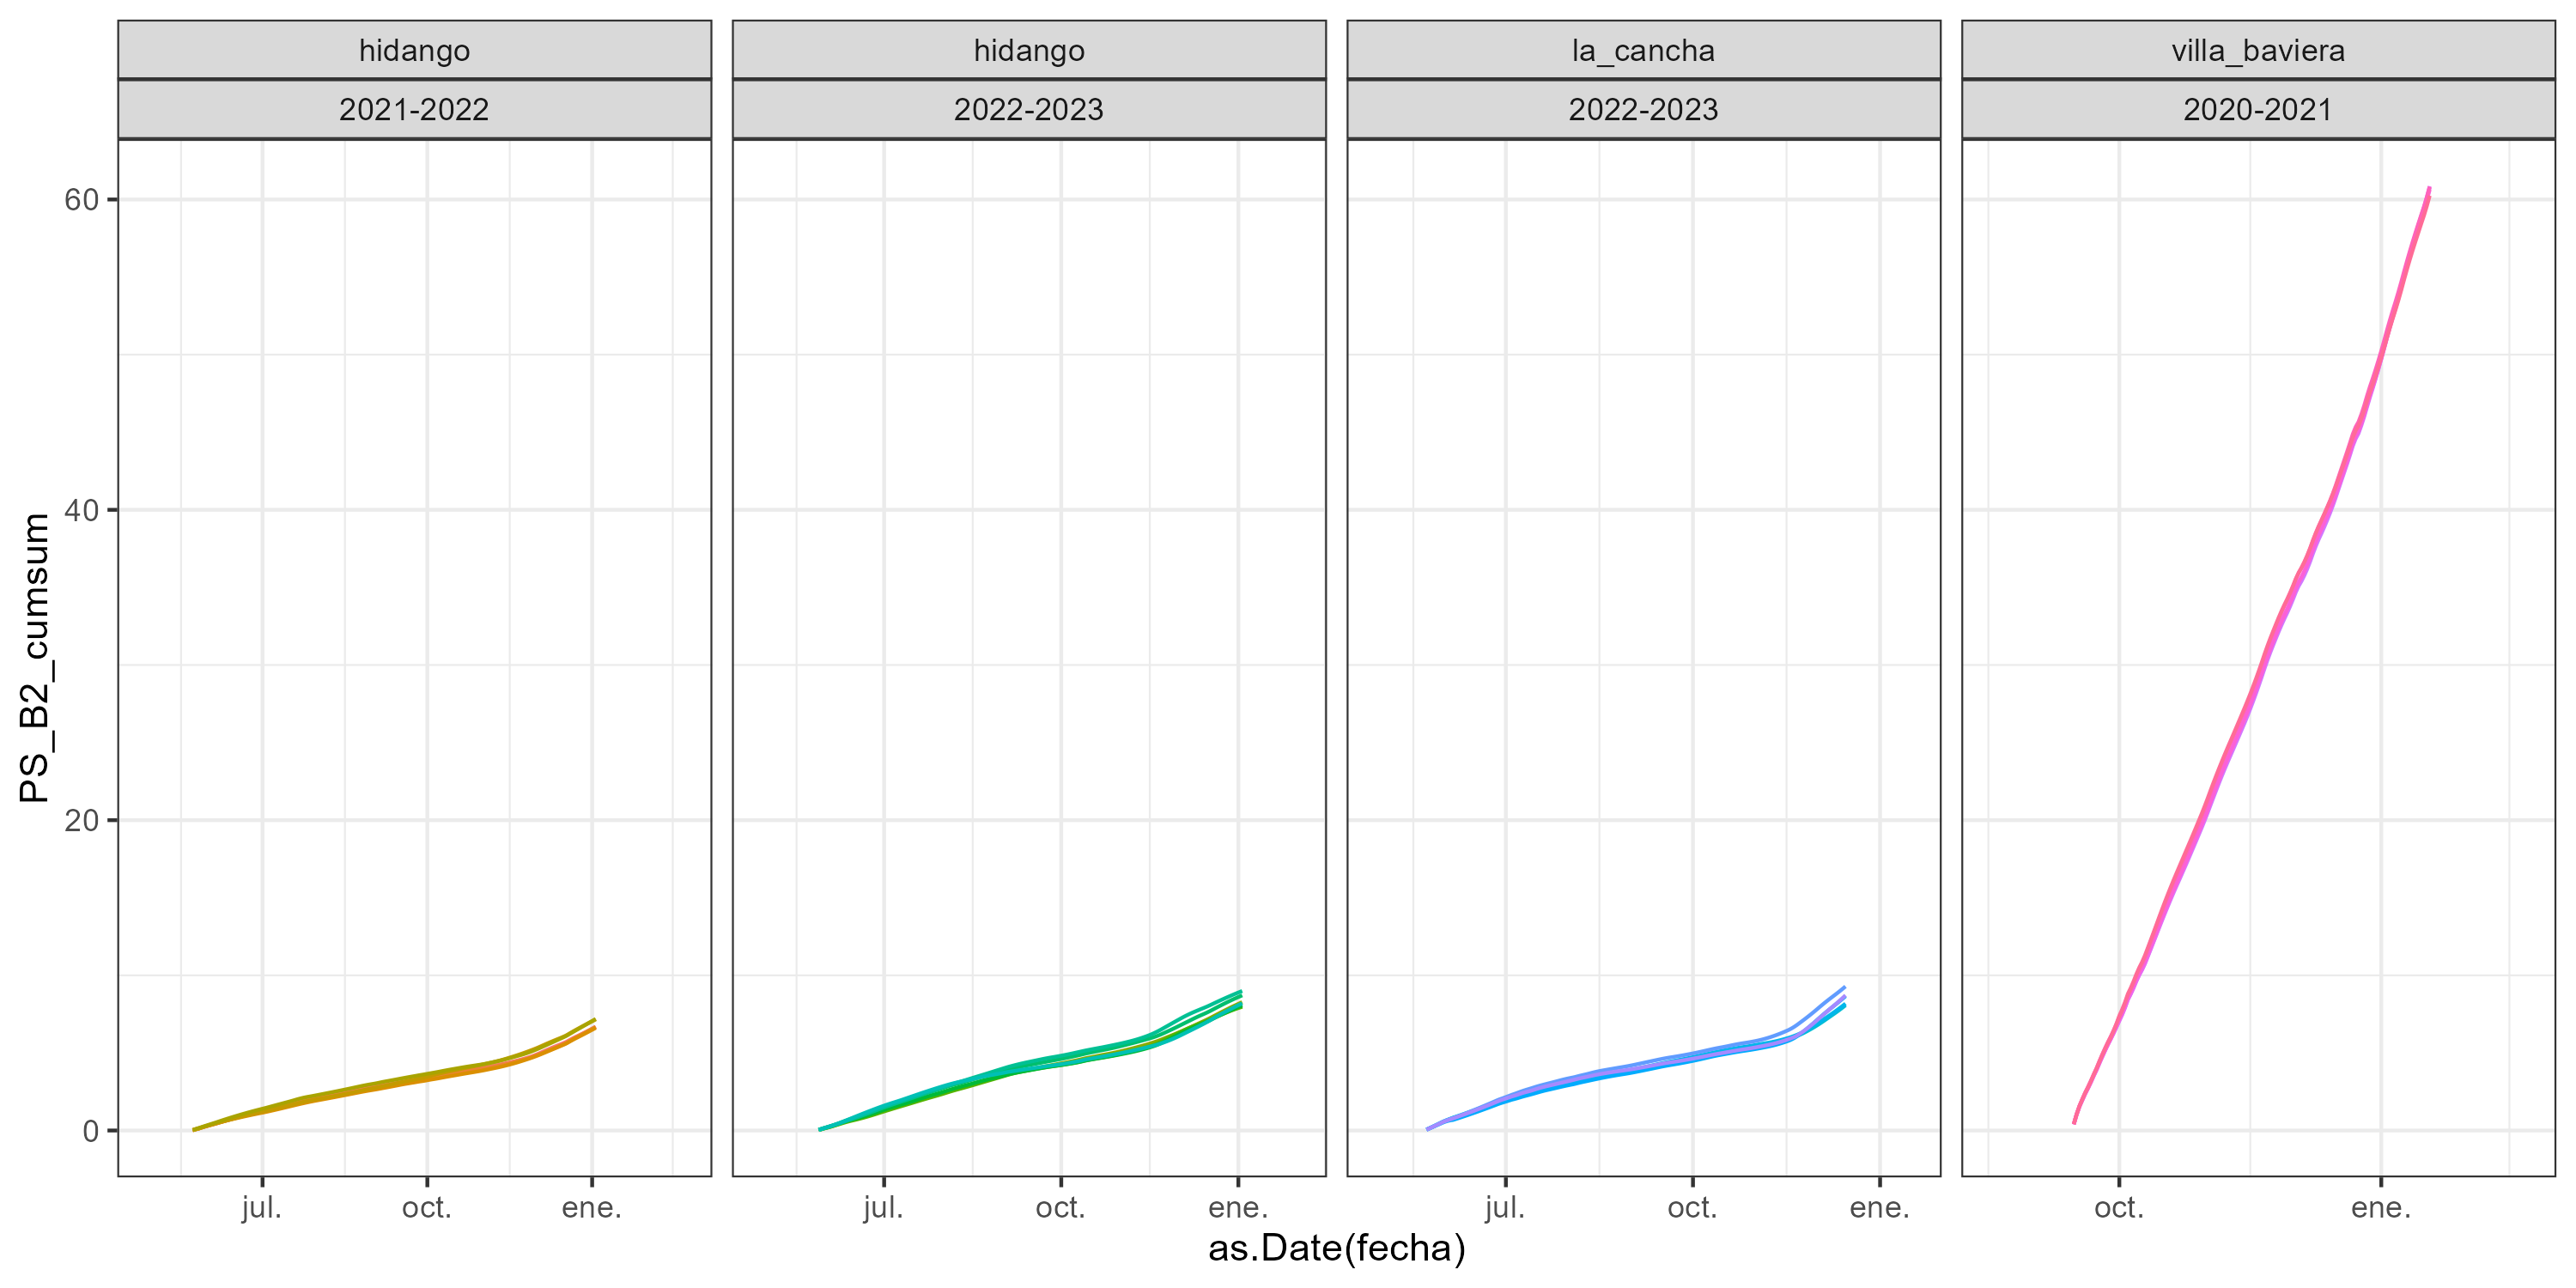 hidango hidango la_cancha villa_baviera
2021-2022 2022-2023 2022-2023 2020-2021
60
40
20
0
PS_B2_cumsum
jul. oct. ene. jul. oct. ene. jul. oct. ene. oct. ene.
as.Date(fecha)